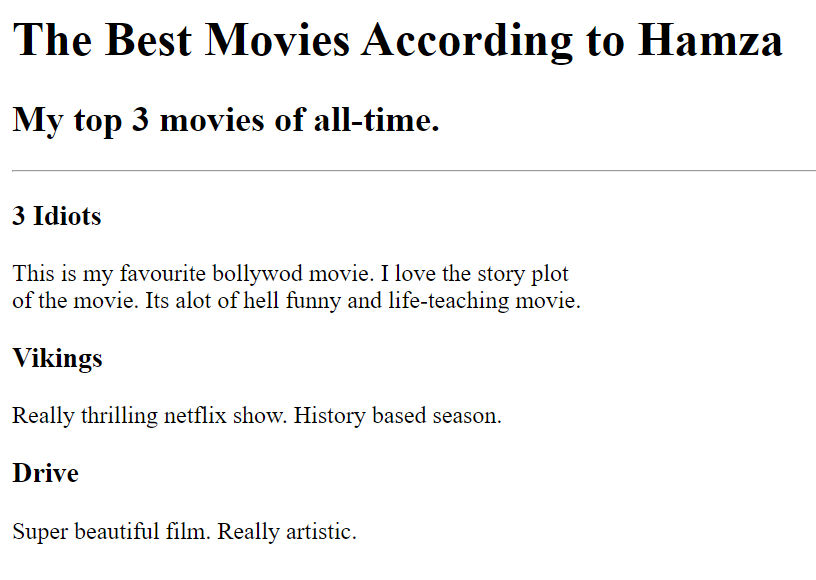 The Best Movies According to Hamza
My top 3 movies of all-time.
3 Idiots
This is my favourite bollywod movie. I love the story plot
of the movie. Its alot of hell funny and life-teaching movie.
Vikings
Really thrilling netflix show. History based season.
Drive
Super beautiful film. Really artistic.